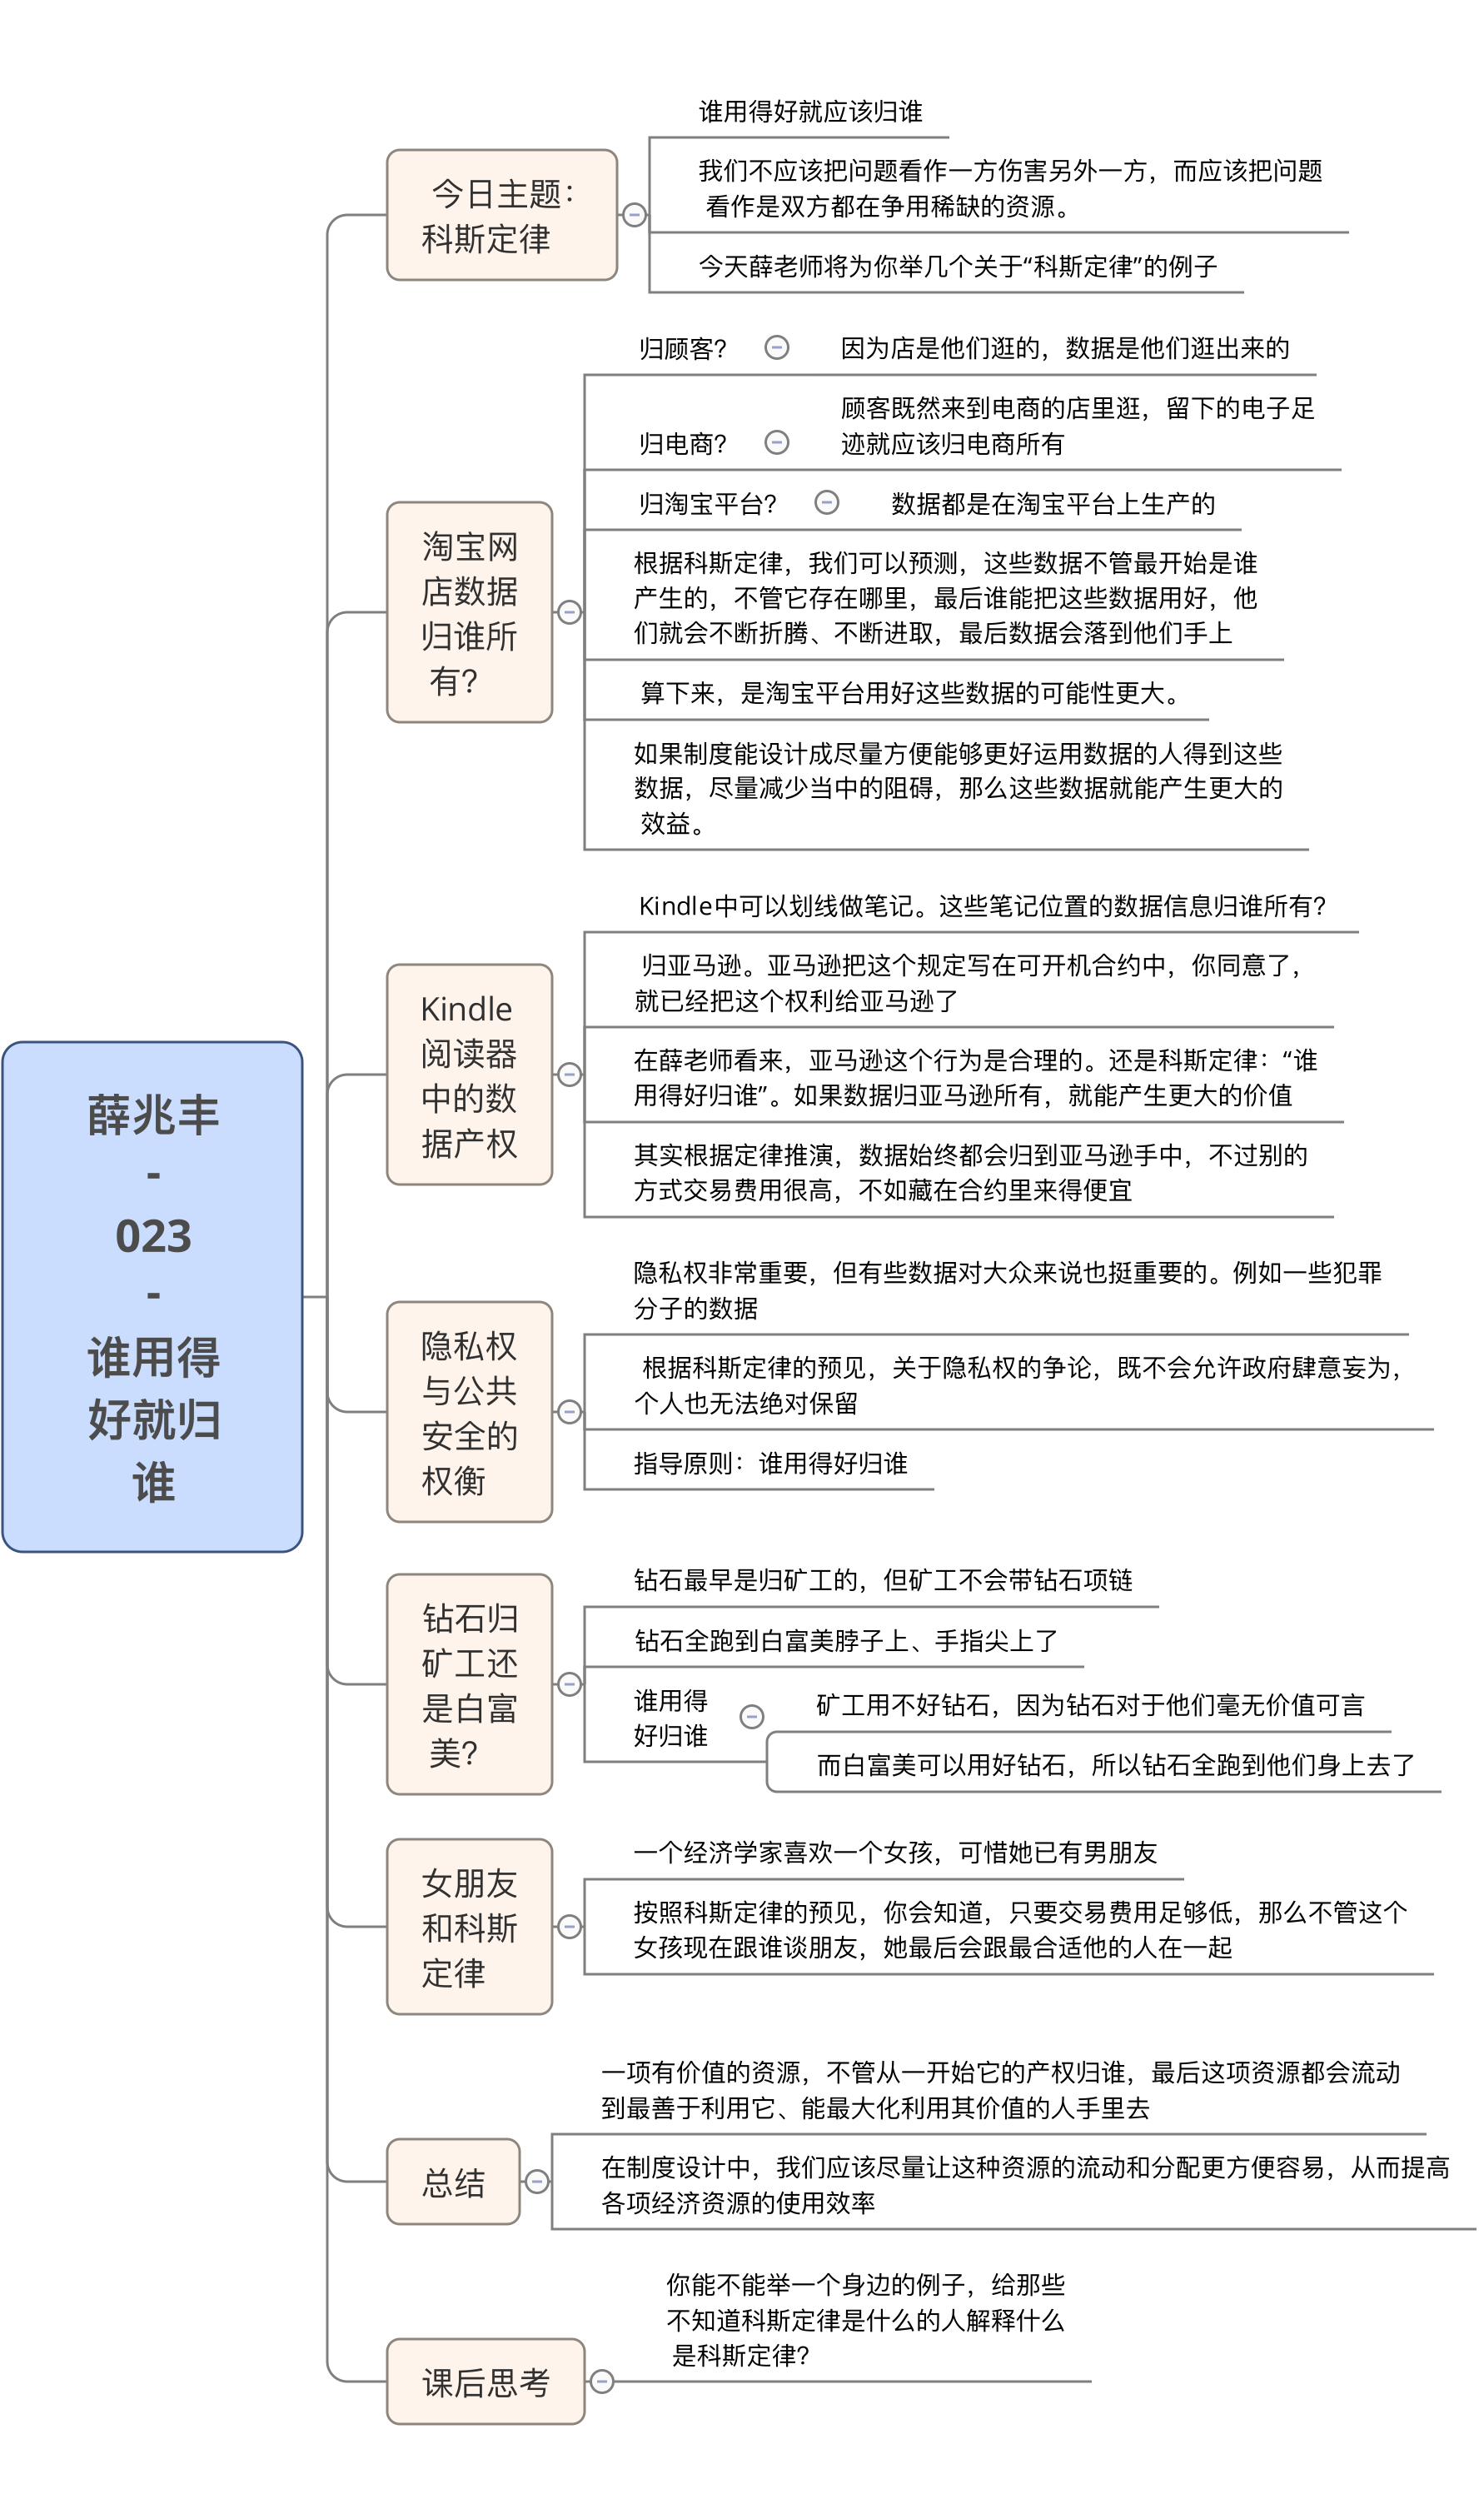 薛兆丰
-
023
-
谁用得
好就归
谁
今日主题：
科斯定律
谁用得好就应该归谁
我们不应该把问题看作一方伤害另外一方，而应该把问题
看作是双方都在争用稀缺的资源。
今天薛老师将为你举几个关于“科斯定律”的例子
淘宝网
店数据
归谁所
有？
归顾客？
因为店是他们逛的，数据是他们逛出来的
归电商？
顾客既然来到电商的店里逛，留下的电子足
迹就应该归电商所有
归淘宝平台？
数据都是在淘宝平台上生产的
根据科斯定律，我们可以预测，这些数据不管最开始是谁
产生的，不管它存在哪里，最后谁能把这些数据用好，他
们就会不断折腾、不断进取，最后数据会落到他们手上
算下来，是淘宝平台用好这些数据的可能性更大。
如果制度能设计成尽量方便能够更好运用数据的人得到这些
数据，尽量减少当中的阻碍，那么这些数据就能产生更大的
效益。
Kindle
阅读器
中的数
据产权
Kindle中可以划线做笔记。这些笔记位置的数据信息归谁所有？
归亚马逊。亚马逊把这个规定写在可开机合约中，你同意了，
就已经把这个权利给亚马逊了
在薛老师看来，亚马逊这个行为是合理的。还是科斯定律：“谁
用得好归谁”。如果数据归亚马逊所有，就能产生更大的价值
其实根据定律推演，数据始终都会归到亚马逊手中，不过别的
方式交易费用很高，不如藏在合约里来得便宜
隐私权
与公共
安全的
权衡
隐私权非常重要，但有些数据对大众来说也挺重要的。例如一些犯罪
分子的数据
根据科斯定律的预见，关于隐私权的争论，既不会允许政府肆意妄为，
个人也无法绝对保留
指导原则：谁用得好归谁
钻石归
矿工还
是白富
美？
钻石最早是归矿工的，但矿工不会带钻石项链
钻石全跑到白富美脖子上、手指尖上了
谁用得
好归谁
矿工用不好钻石，因为钻石对于他们毫无价值可言
而白富美可以用好钻石，所以钻石全跑到他们身上去了
女朋友
和科斯
定律
一个经济学家喜欢一个女孩，可惜她已有男朋友
按照科斯定律的预见，你会知道，只要交易费用足够低，那么不管这个
女孩现在跟谁谈朋友，她最后会跟最合适他的人在一起
总结
一项有价值的资源，不管从一开始它的产权归谁，最后这项资源都会流动
到最善于利用它、能最大化利用其价值的人手里去
在制度设计中，我们应该尽量让这种资源的流动和分配更方便容易，从而提高
各项经济资源的使用效率
课后思考
你能不能举一个身边的例子，给那些
不知道科斯定律是什么的人解释什么
是科斯定律？